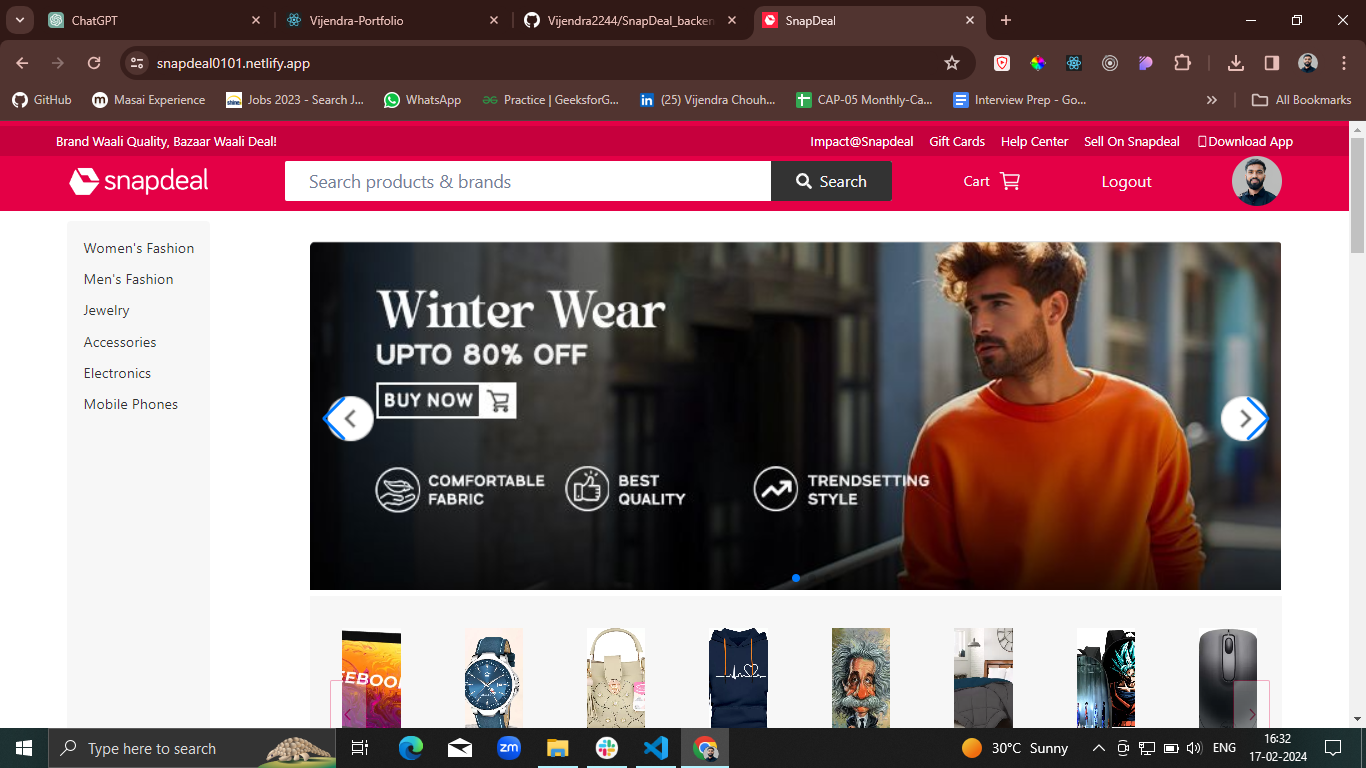 ChatGPT
Vijendra-Portfolio
Vijendra2244/SnapDeal_backen
SnapDeal
snapdeal0101.netlify.app
GitHub
Masai Experience
Jobs 2023 - Search J...
WhatsApp
Practice | GeeksforG...
(25) Vijendra Chouh...
CAP-05 Monthly-Ca...
Interview Prep - Go...
All Bookmarks
Brand Waali Quality, Bazaar Waali Deal!
Impact@Snapdeal
Gift Cards
Help Center
Sell On Snapdeal
Download App
snapdeal
Search products & brands
Search
Cart
Logout
Women's Fashion
Men's Fashion
Jewelry
Accessories
Electronics
Mobile Phones
Winter Wear
UPTO 80% OFF
BUY NOW
COMFORTABLE
FABRIC
BEST
QUALITY
TRENDSETTING
STYLE
EEBOO
Type here to search
zm
30°C Sunny
ENG
16:32
17-02-2024